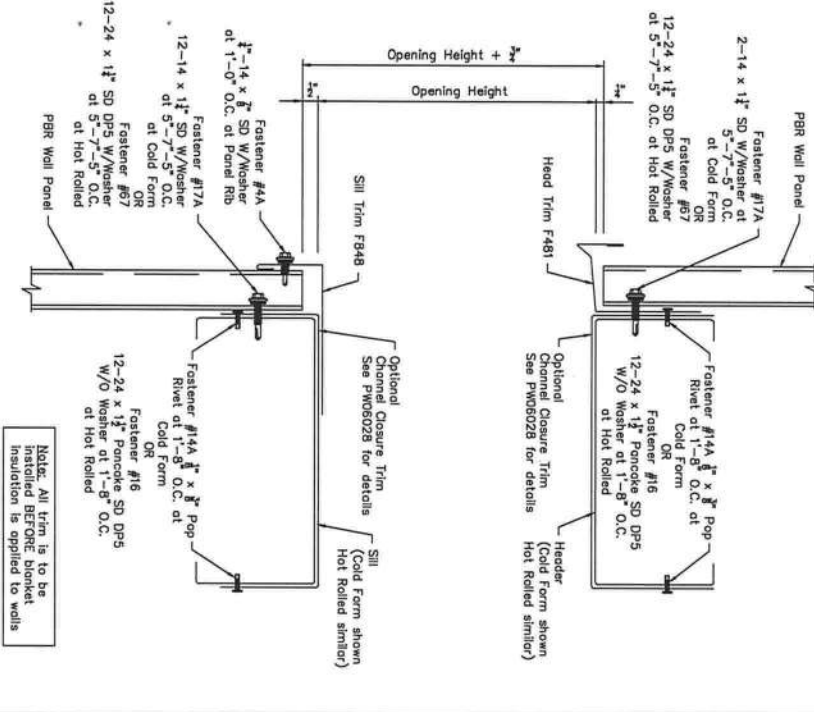 PBR Wall Panel
Fastener #17A
2-14 x 1¼" SD W/Washer at
5"-7"-5" O.C.
at Cold Form
OR
Fastener #67
12-24 x 1¼" SD DP5 W/Washer
at 5"-7"-5" O.C.
at Hot Rolled
Head Trim F481
Fastener #14A ⅛" x ⅜" Pop
Rivet at 1'-8" O.C. at
Cold Form
OR
Fastener #16
12-24 x 1½" Pancake SD DP5
W/O Washer at 1'-8" O.C.
at Hot Rolled
Header
(Cold Form shown
Hot Rolled similar)
Optional
Channel Closure Trim
See PW06028 for details
Opening Height +
Opening Height
Sill Trim F848
Optional
Channel Closure Trim
See PW06028 for details
Sill
(Cold Form shown
Hot Rolled similar)
Fastener #4A
¼"-14 x ⅞" SD W/Washer
at 1'-0" O.C. at Panel Rib
Fastener #17A
12-14 x 1¼" SD W/Washer
at 5"-7"-5" O.C.
at Cold Form
OR
Fastener #67
12-24 x 1¼" SD DP5 W/Washer
at 5"-7"-5" O.C.
at Hot Rolled
PBR Wall Panel
Fastener #14A ⅛" x ⅜" Pop
Rivet at 1'-8" O.C. at
Cold Form
OR
Fastener #16
12-24 x 1½" Pancake SD DP5
W/O Washer at 1'-8" O.C.
at Hot Rolled
Note: All trim is to be
installed BEFORE blanket
insulation is applied to walls